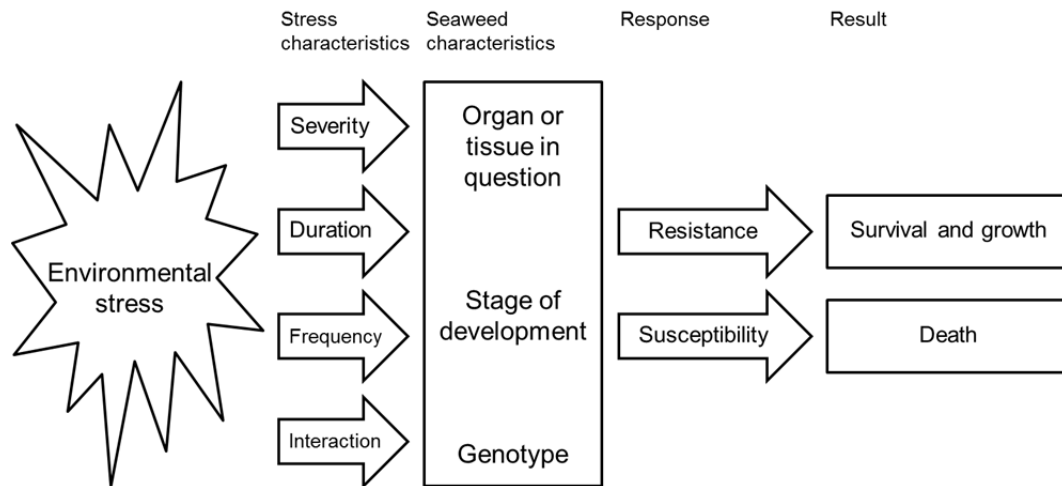 Stress
characteristics
Seaweed
characteristics
Response
Result
Environmental
stress
Severity
Duration
Frequency
Interaction
Organ or
tissue in
question
Stage of
development
Genotype
Resistance
Susceptibility
Survival and growth
Death